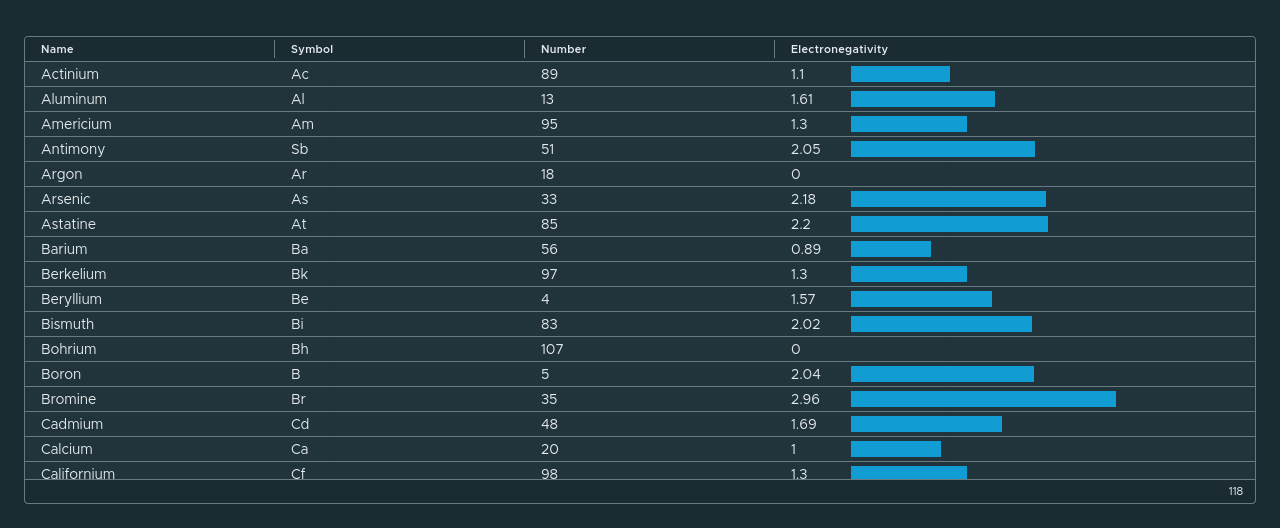 Name Symbol Number Electronegativity
Actinium Ac 89 1.1
Aluminum Al 13 1.61
Americium Am 95 1.3
Antimony Sb 51 2.05
Argon Ar 18 0
Arsenic As 33 2.18
Astatine At 85 2.2
Barium Ba 56 0.89
Berkelium Bk 97 1.3
Beryllium Be 4 1.57
Bismuth Bi 83 2.02
Bohrium Bh 107 0
Boron B 5 2.04
Bromine Br 35 2.96
Cadmium Cd 48 1.69
Calcium Ca 20 1
Californium Cf 98 1.3
118